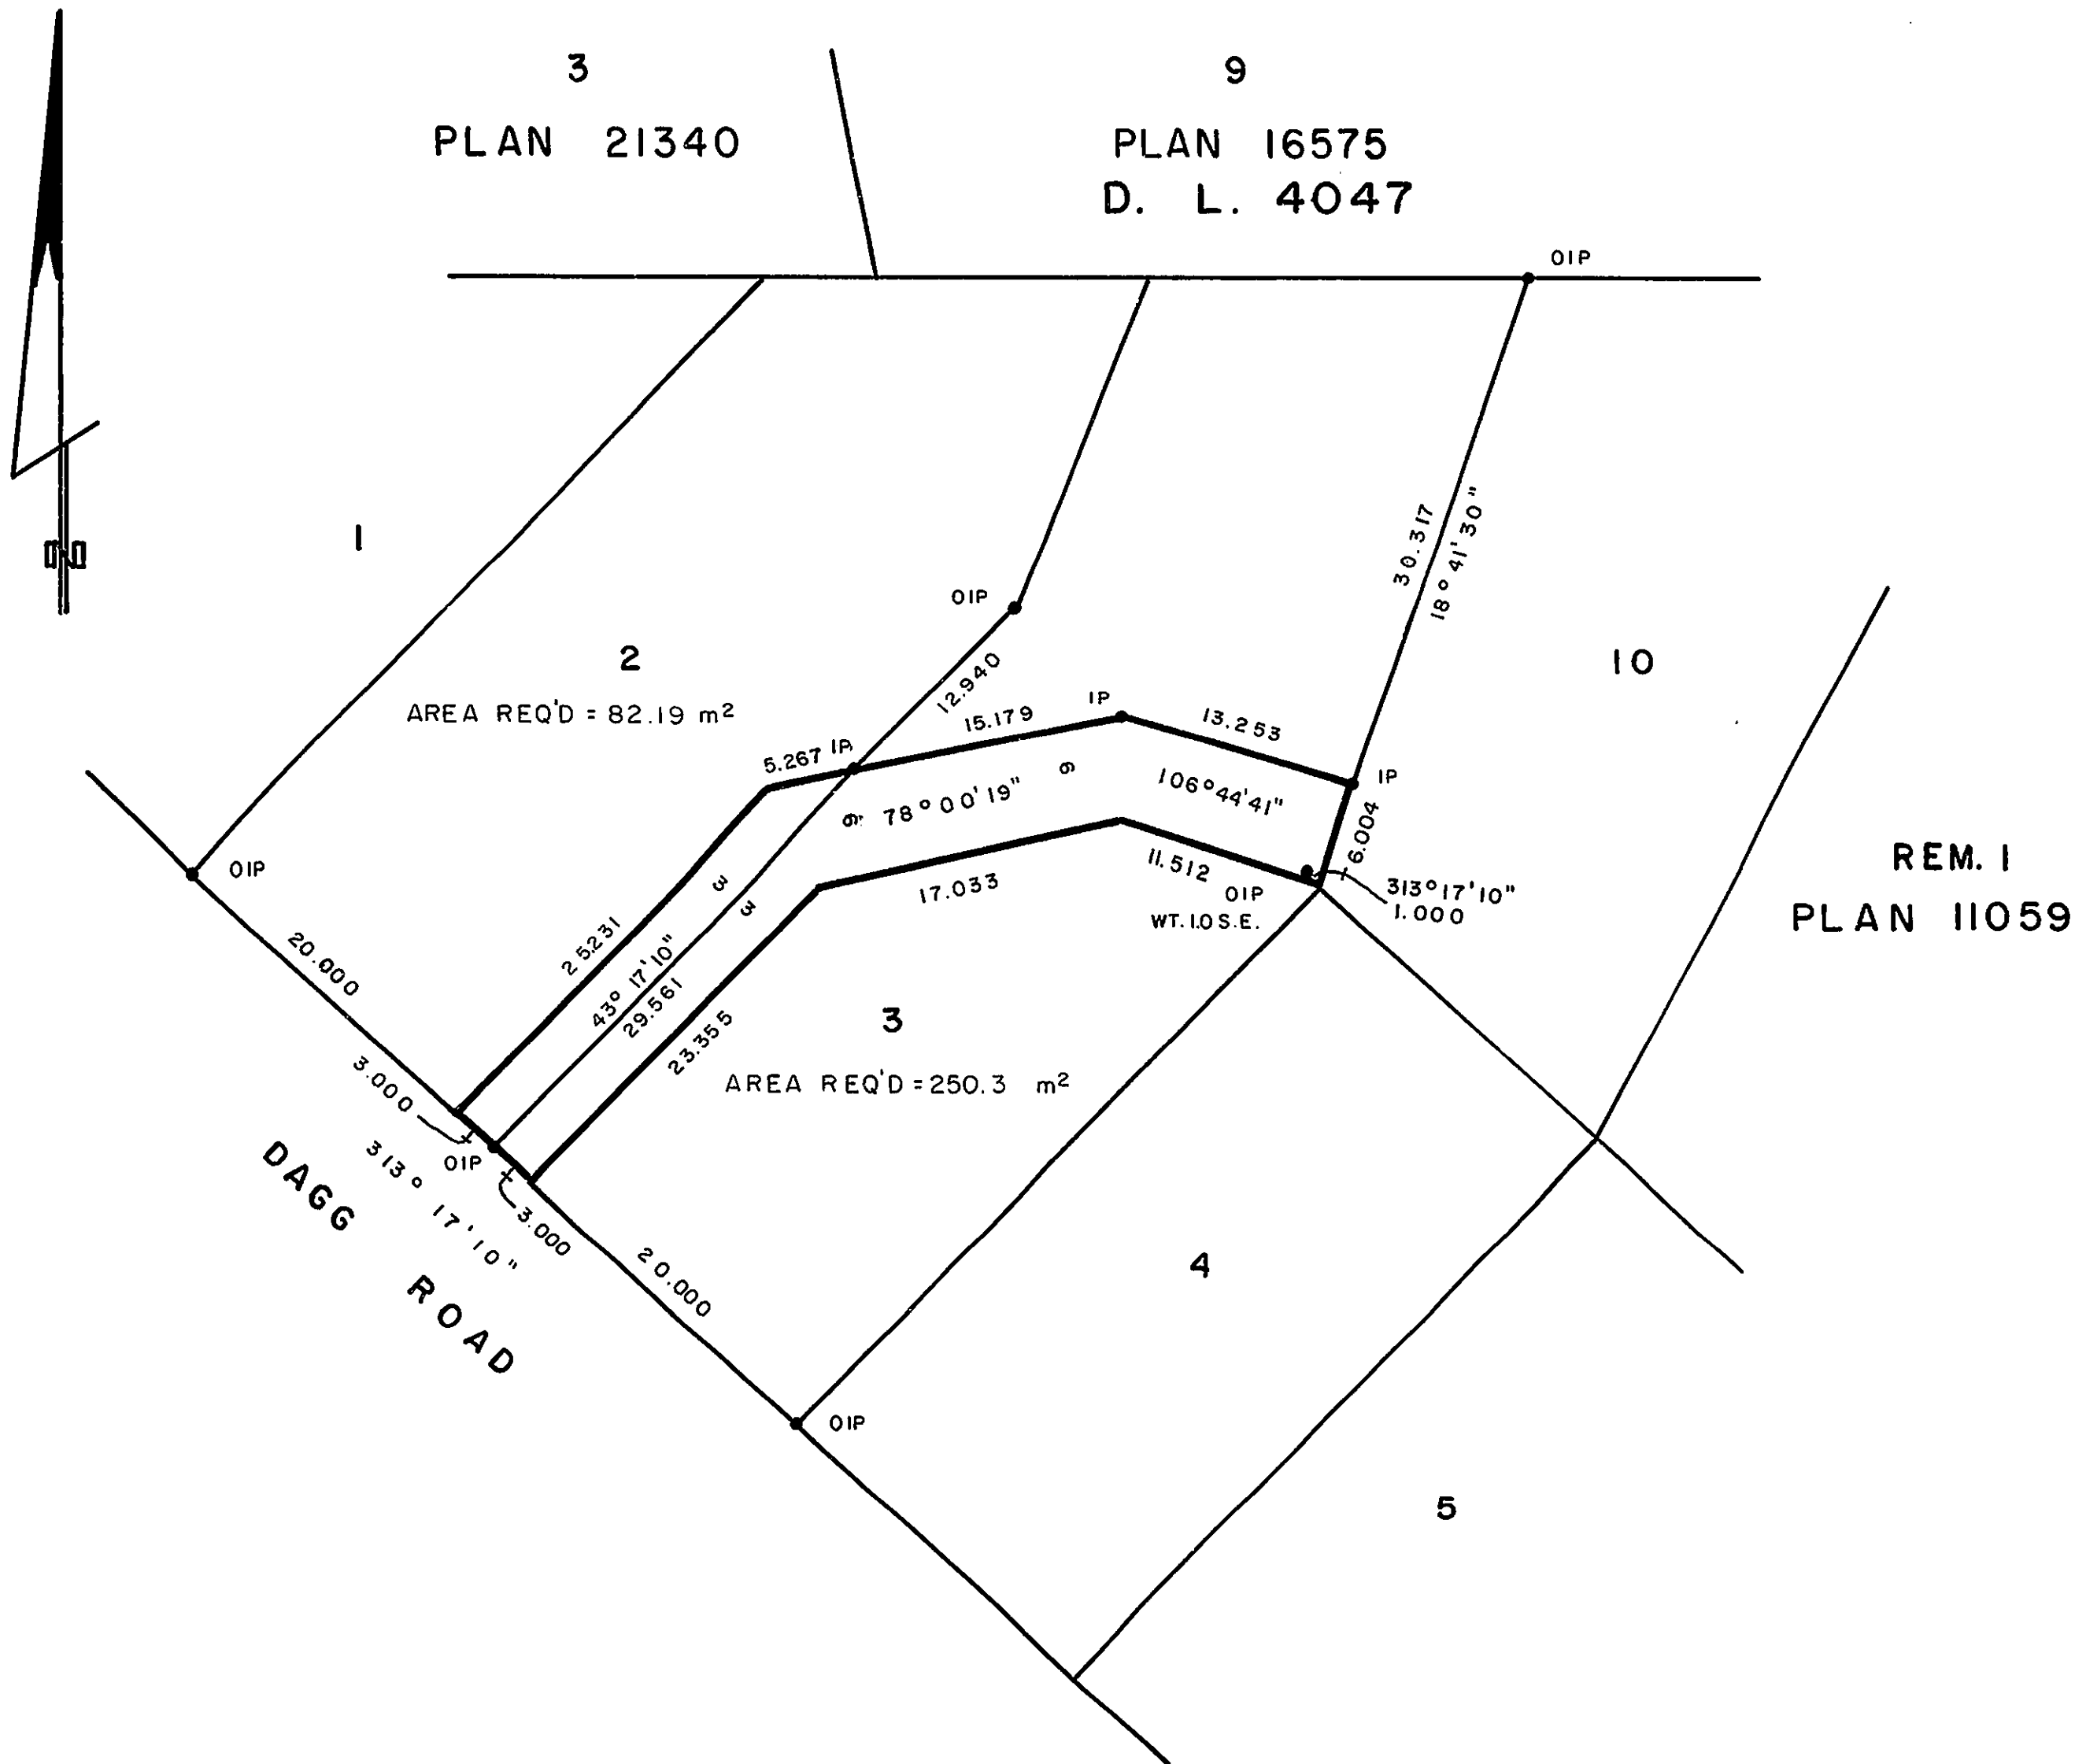 3
PLAN 21340
9
PLAN 16575
D. L. 4047
OIP
N
1
30.317
18° 41' 30"
OIP
2
AREA REQ'D = 82.19 m²
12.940
10
IP
15.179
13.253
5.267
IP
IP
6
78° 00' 19"
6
106° 44' 41"
6.004
OIP
3
3
11.512
17.033
OIP
WT. 1.0 S.E.
313° 17' 10"
1.000
REM. 1
PLAN 11059
20.000
25.231
43° 17' 10"
29.561
23.355
3
AREA REQ'D = 250.3 m²
3.000
OIP
313° 17' 10"
3.000
DAGG ROAD
20.000
4
OIP
5